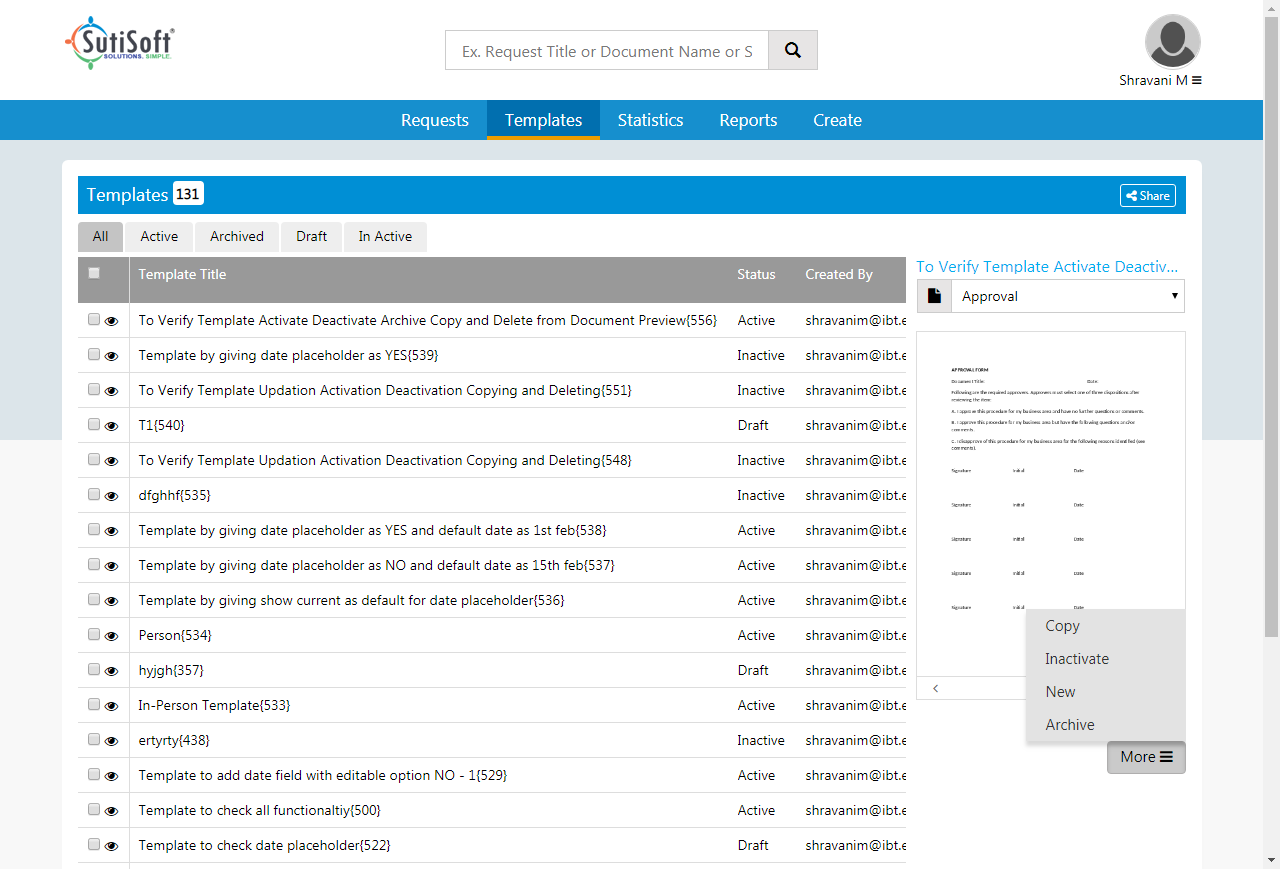 SutiSoft®
SOLUTIONS. SIMPLE.
Ex. Request Title or Document Name or S
Shravani M
Requests Templates Statistics Reports Create
Templates 131
Share
All Active Archived Draft In Active
Template Title Status Created By
To Verify Template Activate Deactivate Archive Copy and Delete from Document Preview{556} Active shravanim@ibt.e
Template by giving date placeholder as YES{539} Inactive shravanim@ibt.e
To Verify Template Updation Activation Deactivation Copying and Deleting{551} Inactive shravanim@ibt.e
T1{540} Draft shravanim@ibt.e
To Verify Template Updation Activation Deactivation Copying and Deleting{548} Inactive shravanim@ibt.e
dfghhf{535} Inactive shravanim@ibt.e
Template by giving date placeholder as YES and default date as 1st feb{538} Active shravanim@ibt.e
Template by giving date placeholder as NO and default date as 15th feb{537} Active shravanim@ibt.e
Template by giving show current as default for date placeholder{536} Active shravanim@ibt.e
Person{534} Active shravanim@ibt.e
hyjgh{357} Draft shravanim@ibt.e
In-Person Template{533} Active shravanim@ibt.e
ertyrty{438} Inactive shravanim@ibt.e
Template to add date field with editable option NO - 1{529} Active shravanim@ibt.e
Template to check all functionaltiy{500} Active shravanim@ibt.e
Template to check date placeholder{522} Draft shravanim@ibt.e
To Verify Template Activate Deactiv...
Approval
APPROVAL FORM
Document Title: Date:
Following are the required approvers. Approvers must select one of three dispositions after
reviewing the item:
A. I approve this procedure for my business area and have no further questions or comments.
B. I approve this procedure for my business area but have the following questions and/or
comments.
C. I disapprove of this procedure for my business area for the following reasons identified (see
comments).
Signature Initial Date
Signature Initial Date
Signature Initial Date
Signature Initial Date
Signature Initial Date
Copy
Inactivate
New
Archive
More